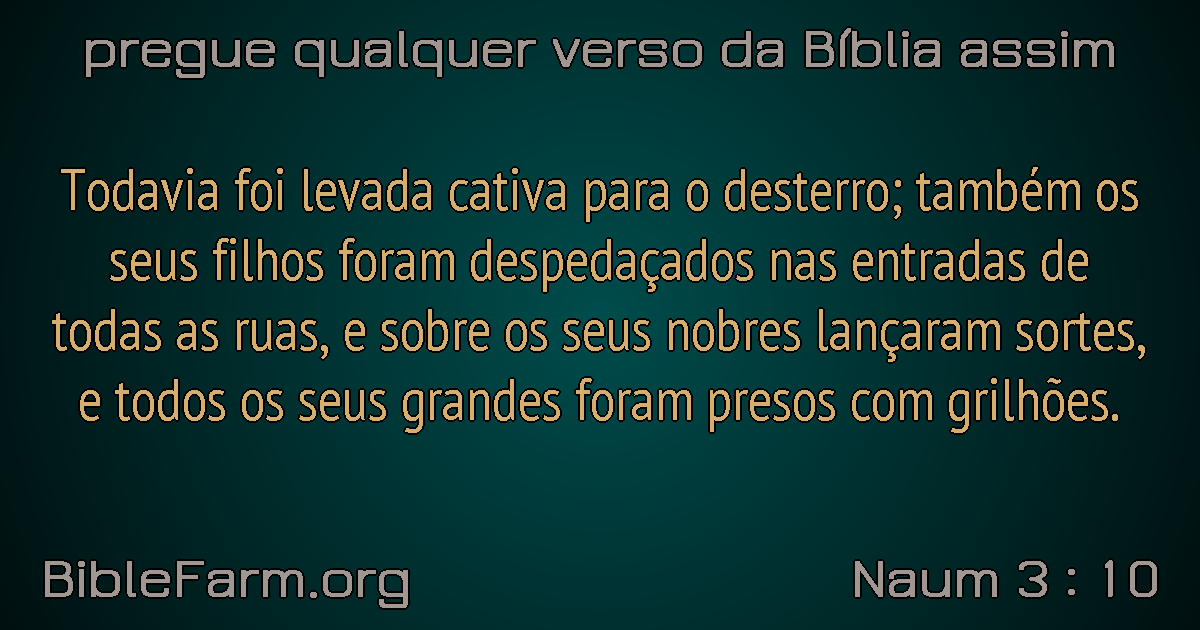 pregue qualquer verso da Bíblia assim
Todavia foi levada cativa para o desterro; também os
seus filhos foram despedaçados nas entradas de
todas as ruas, e sobre os seus nobres lançaram sortes,
e todos os seus grandes foram presos com grilhões.
BibleFarm.org
Naum 3 : 10